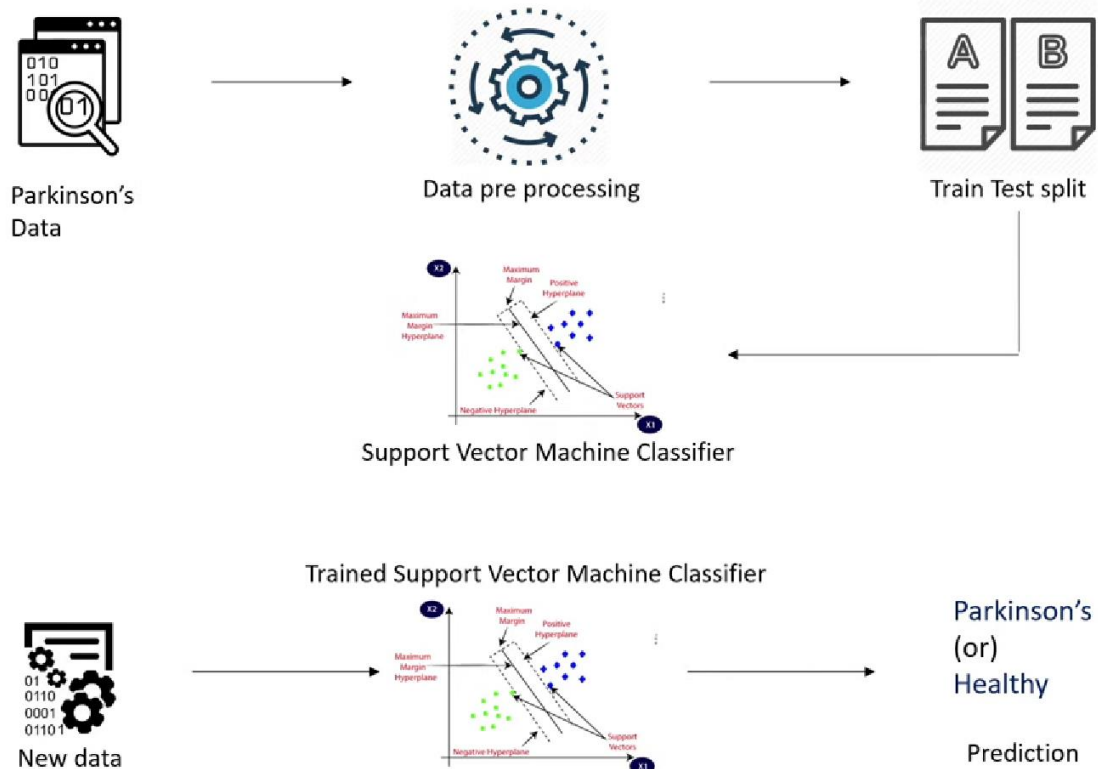 010
101
00
01
A
B
Parkinson's
Data
Data pre processing
Train Test split
X2
Maximum
Margin
Positive
Hyperplane
Maximum
Margin
Hyperplane
Support
Vectors
Negative Hyperplane
X1
Support Vector Machine Classifier
Trained Support Vector Machine Classifier
X2
Maximum
Margin
Positive
Hyperplane
Maximum
Margin
Hyperplane
Support
Vectors
Negative Hyperplane
X1
01
0110
0001
01101
New data
Parkinson's
(or)
Healthy
Prediction